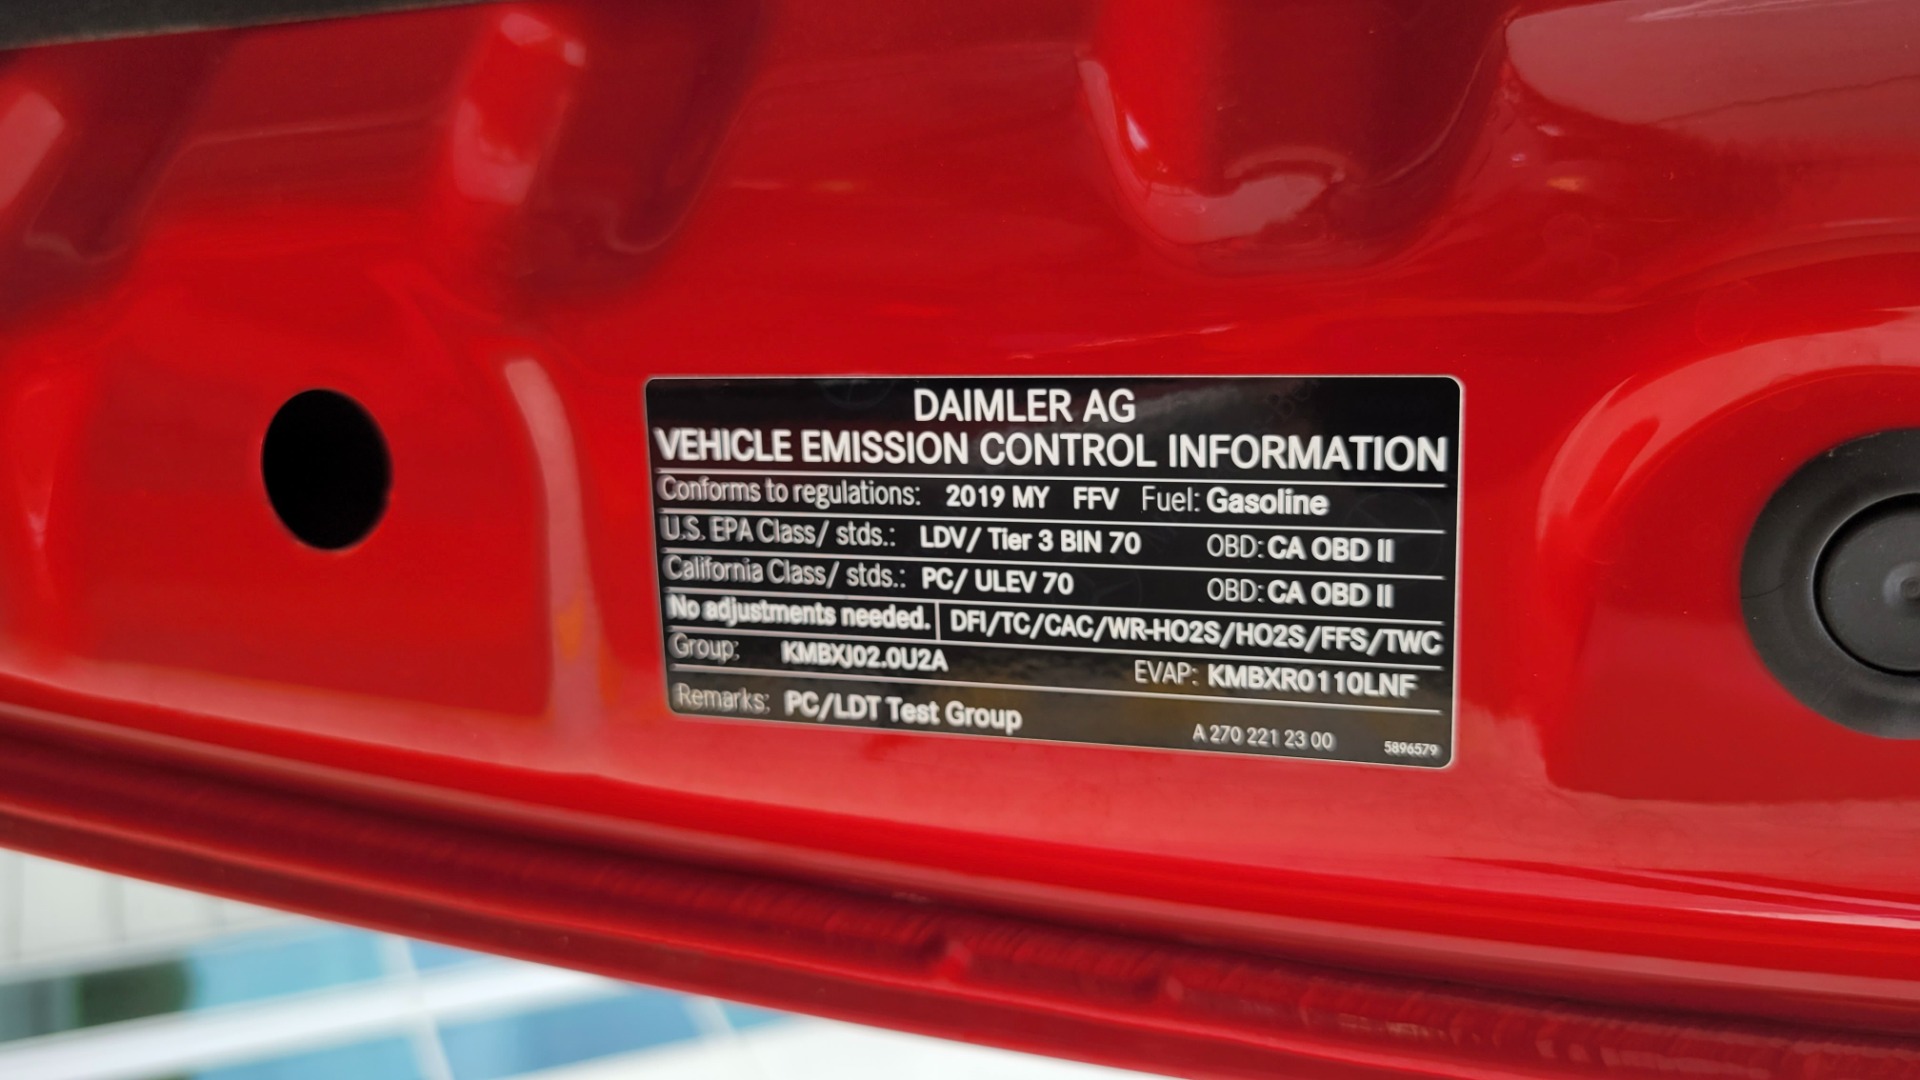 DAIMLER AG
VEHICLE EMISSION CONTROL INFORMATION
Conforms to regulations: 2019 MY FFV Fuel: Gasoline
U.S. EPA Class/ stds.: LDV/ Tier 3 BIN 70 OBD: CA OBD II
California Class/ stds.: PC/ ULEV 70 OBD: CA OBD II
No adjustments needed. DFI/TC/CAC/WR-HO2S/HO2S/FFS/TWC
Group: KMBXJ02.0U2A EVAP: KMBXR0110LNF
Remarks: PC/LDT Test Group
A 270 221 23 00 5896579